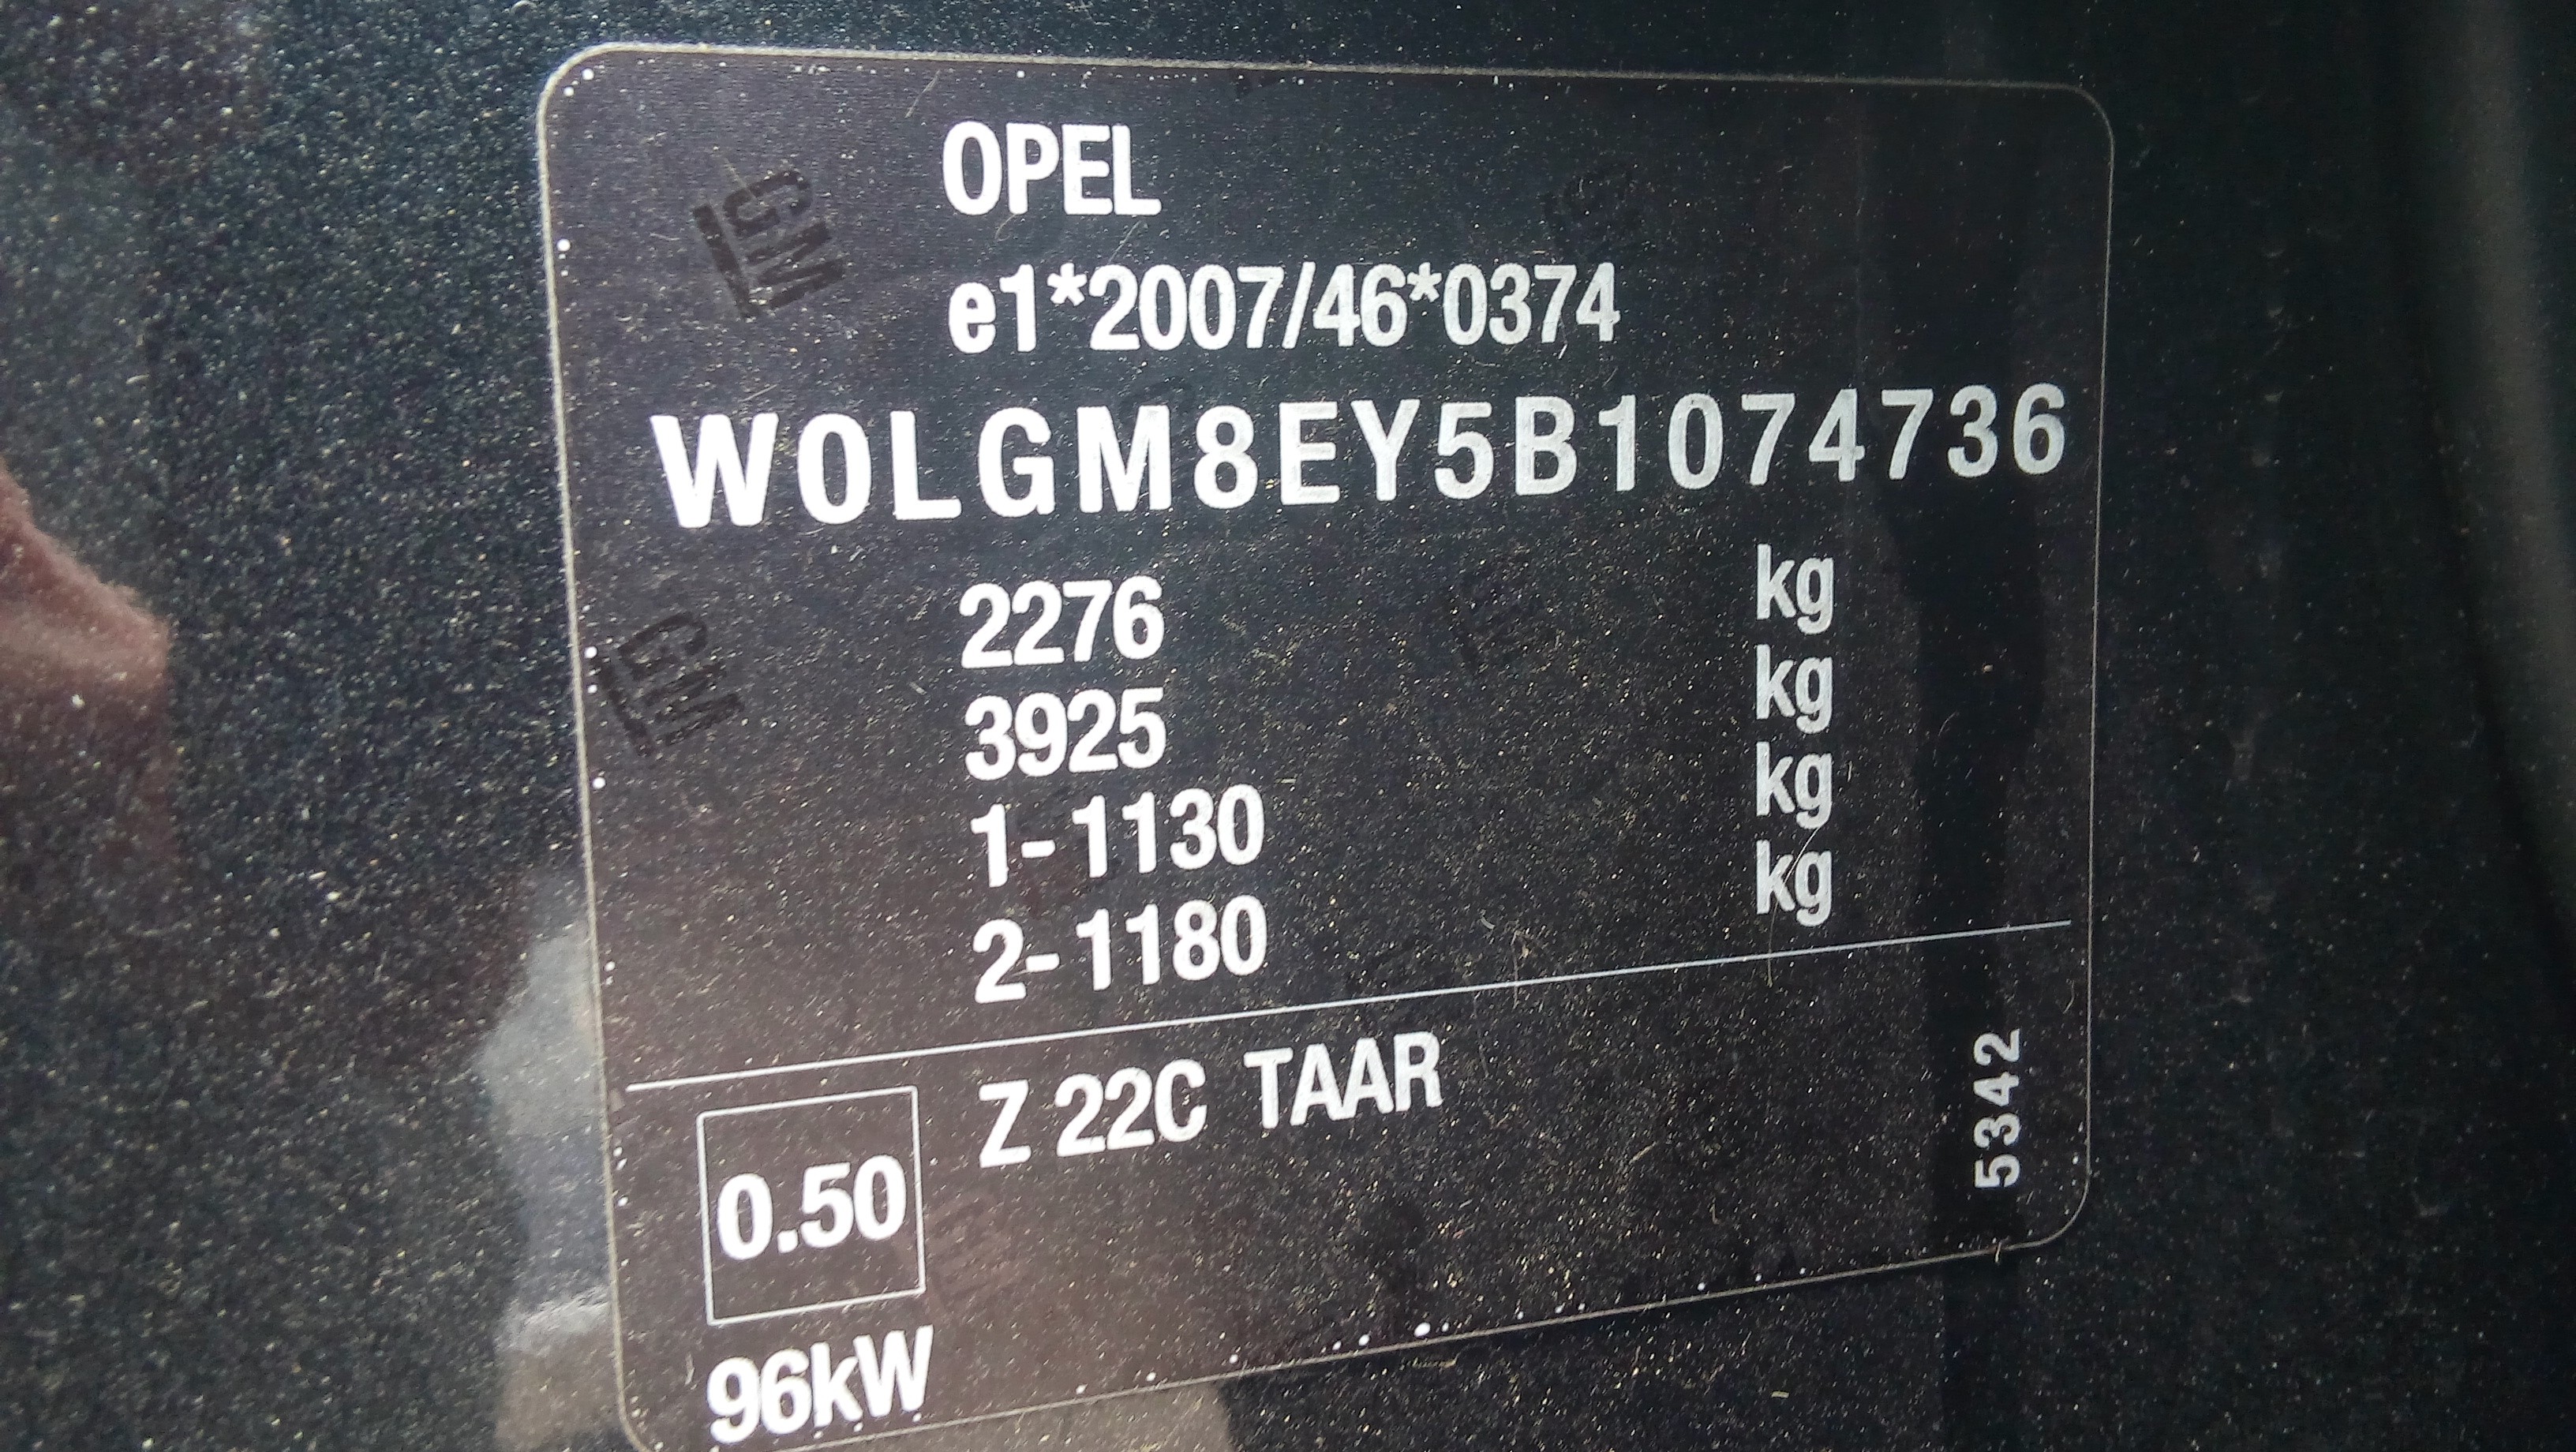 OPEL
e1*2007/46*0374
W0LGM8EY5B1074736
2276 kg
3925 kg
1-1130 kg
2-1180 kg
Z 22C TAAR
0.50
96kW
5342
GM
GM